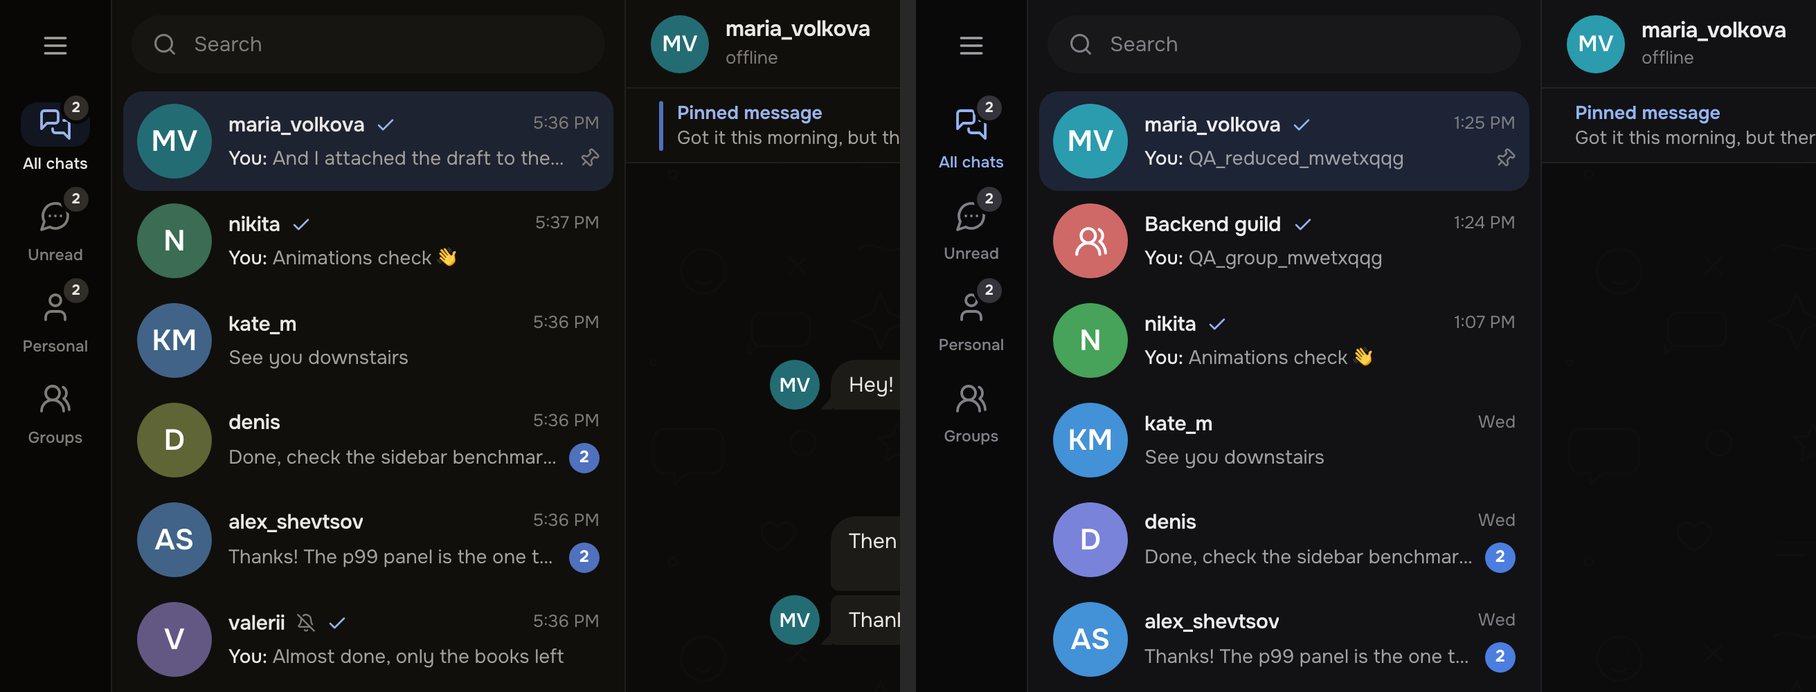 Search
2
All chats
2
Unread
2
Personal
Groups
MV
maria_volkova
5:36 PM
You: And I attached the draft to the...
N
nikita
5:37 PM
You: Animations check 👋
KM
kate_m
5:36 PM
See you downstairs
D
denis
5:36 PM
Done, check the sidebar benchmar...
2
AS
alex_shevtsov
5:36 PM
Thanks! The p99 panel is the one t...
2
V
valerii
5:36 PM
You: Almost done, only the books left
MV
maria_volkova
offline
Pinned message
Got it this morning, but th
MV
Hey!
Then
MV
Than
Search
2
All chats
2
Unread
2
Personal
Groups
MV
maria_volkova
1:25 PM
You: QA_reduced_mwetxqqg
Backend guild
1:24 PM
You: QA_group_mwetxqqg
N
nikita
1:07 PM
You: Animations check 👋
KM
kate_m
Wed
See you downstairs
D
denis
Wed
Done, check the sidebar benchmar...
2
AS
alex_shevtsov
Wed
Thanks! The p99 panel is the one t...
2
MV
maria_volkova
offline
Pinned message
Got it this morning, but ther